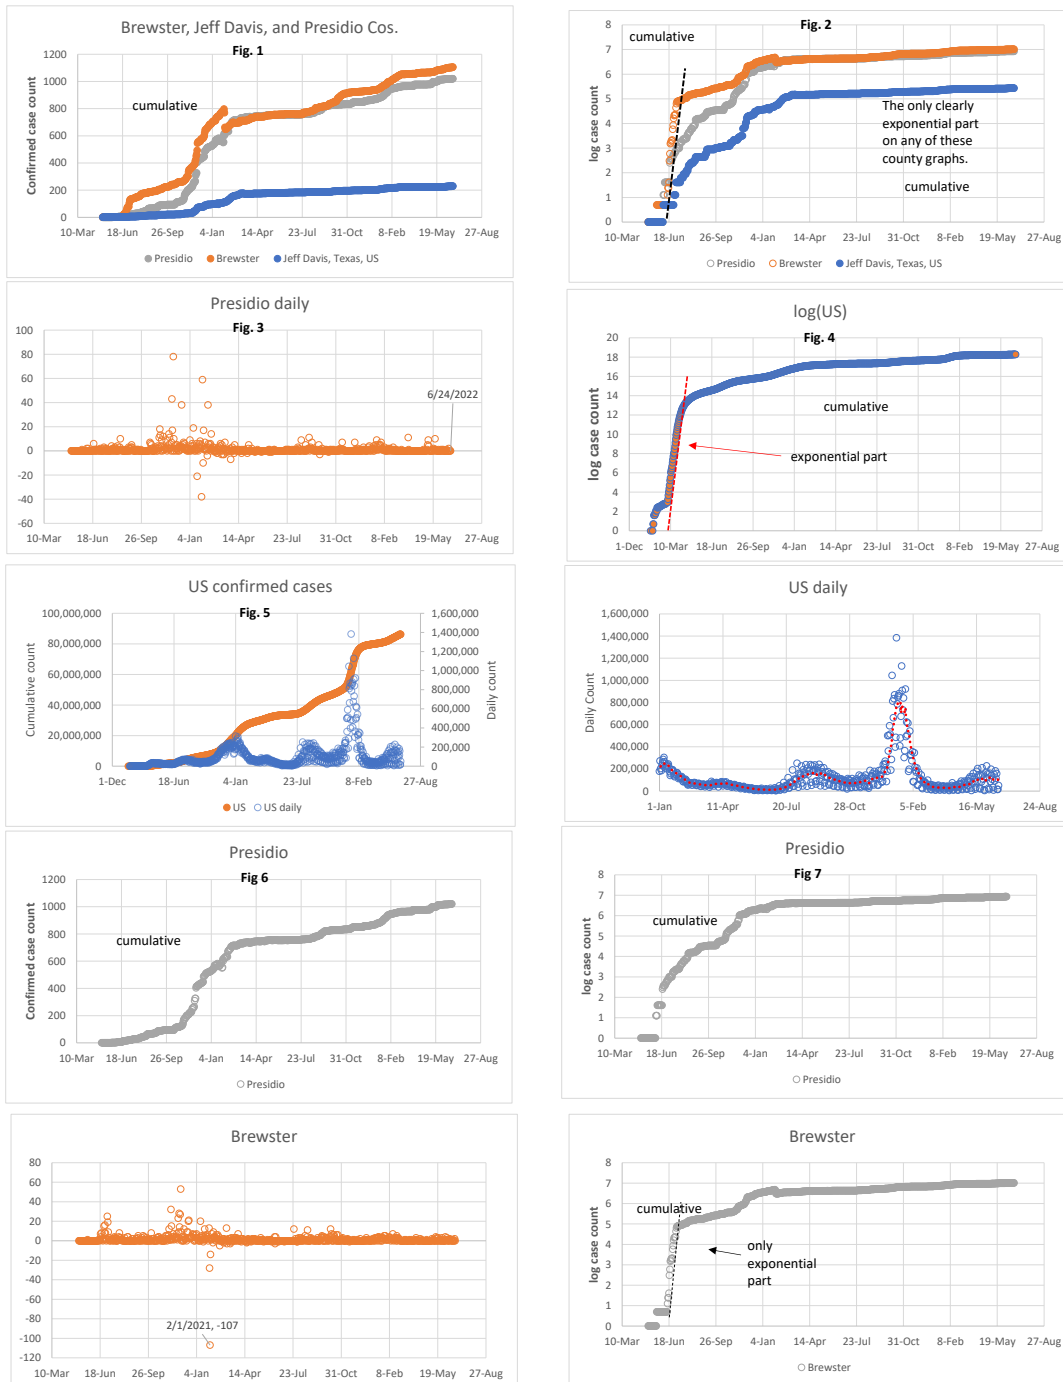 Brewster, Jeff Davis, and Presidio Cos.
Fig. 1
cumulative
Confirmed case count
1200
1000
800
600
400
200
0
10-Mar 18-Jun 26-Sep 4-Jan 14-Apr 23-Jul 31-Oct 8-Feb 19-May 27-Aug
Presidio Brewster Jeff Davis, Texas, US
Fig. 2
cumulative
log case count
8
7
6
5
4
3
2
1
0
The only clearly
exponential part
on any of these
county graphs.
cumulative
10-Mar 18-Jun 26-Sep 4-Jan 14-Apr 23-Jul 31-Oct 8-Feb 19-May 27-Aug
Presidio Brewster Jeff Davis, Texas, US
Presidio daily
Fig. 3
100
80
60
40
20
0
-20
-40
-60
6/24/2022
10-Mar 18-Jun 26-Sep 4-Jan 14-Apr 23-Jul 31-Oct 8-Feb 19-May 27-Aug
log(US)
Fig. 4
log case count
20
18
16
14
12
10
8
6
4
2
0
cumulative
exponential part
1-Dec 10-Mar 18-Jun 26-Sep 4-Jan 14-Apr 23-Jul 31-Oct 8-Feb 19-May 27-Aug
US confirmed cases
Fig. 5
Cumulative count
100,000,000
80,000,000
60,000,000
40,000,000
20,000,000
0
1,600,000
1,400,000
1,200,000
1,000,000
800,000
600,000
400,000
200,000
0
Daily Count
1-Dec 18-Jun 4-Jan 23-Jul 8-Feb 27-Aug
US US daily
US daily
Daily Count
1,600,000
1,400,000
1,200,000
1,000,000
800,000
600,000
400,000
200,000
0
1-Jan 11-Apr 20-Jul 28-Oct 5-Feb 16-May 24-Aug
Presidio
Fig 6
cumulative
Confirmed case count
1200
1000
800
600
400
200
0
10-Mar 18-Jun 26-Sep 4-Jan 14-Apr 23-Jul 31-Oct 8-Feb 19-May 27-Aug
Presidio
Presidio
Fig 7
cumulative
log case count
7
6
5
4
3
2
1
0
10-Mar 18-Jun 26-Sep 4-Jan 14-Apr 23-Jul 31-Oct 8-Feb 19-May 27-Aug
Presidio
Brewster
80
60
40
20
0
-20
-40
-60
-80
-100
-120
2/1/2021, -107
10-Mar 18-Jun 26-Sep 4-Jan 14-Apr 23-Jul 31-Oct 8-Feb 19-May 27-Aug
Brewster
cumulative
log case count
8
7
6
5
4
3
2
1
0
only
exponential
part
10-Mar 18-Jun 26-Sep 4-Jan 14-Apr 23-Jul 31-Oct 8-Feb 19-May 27-Aug
Brewster